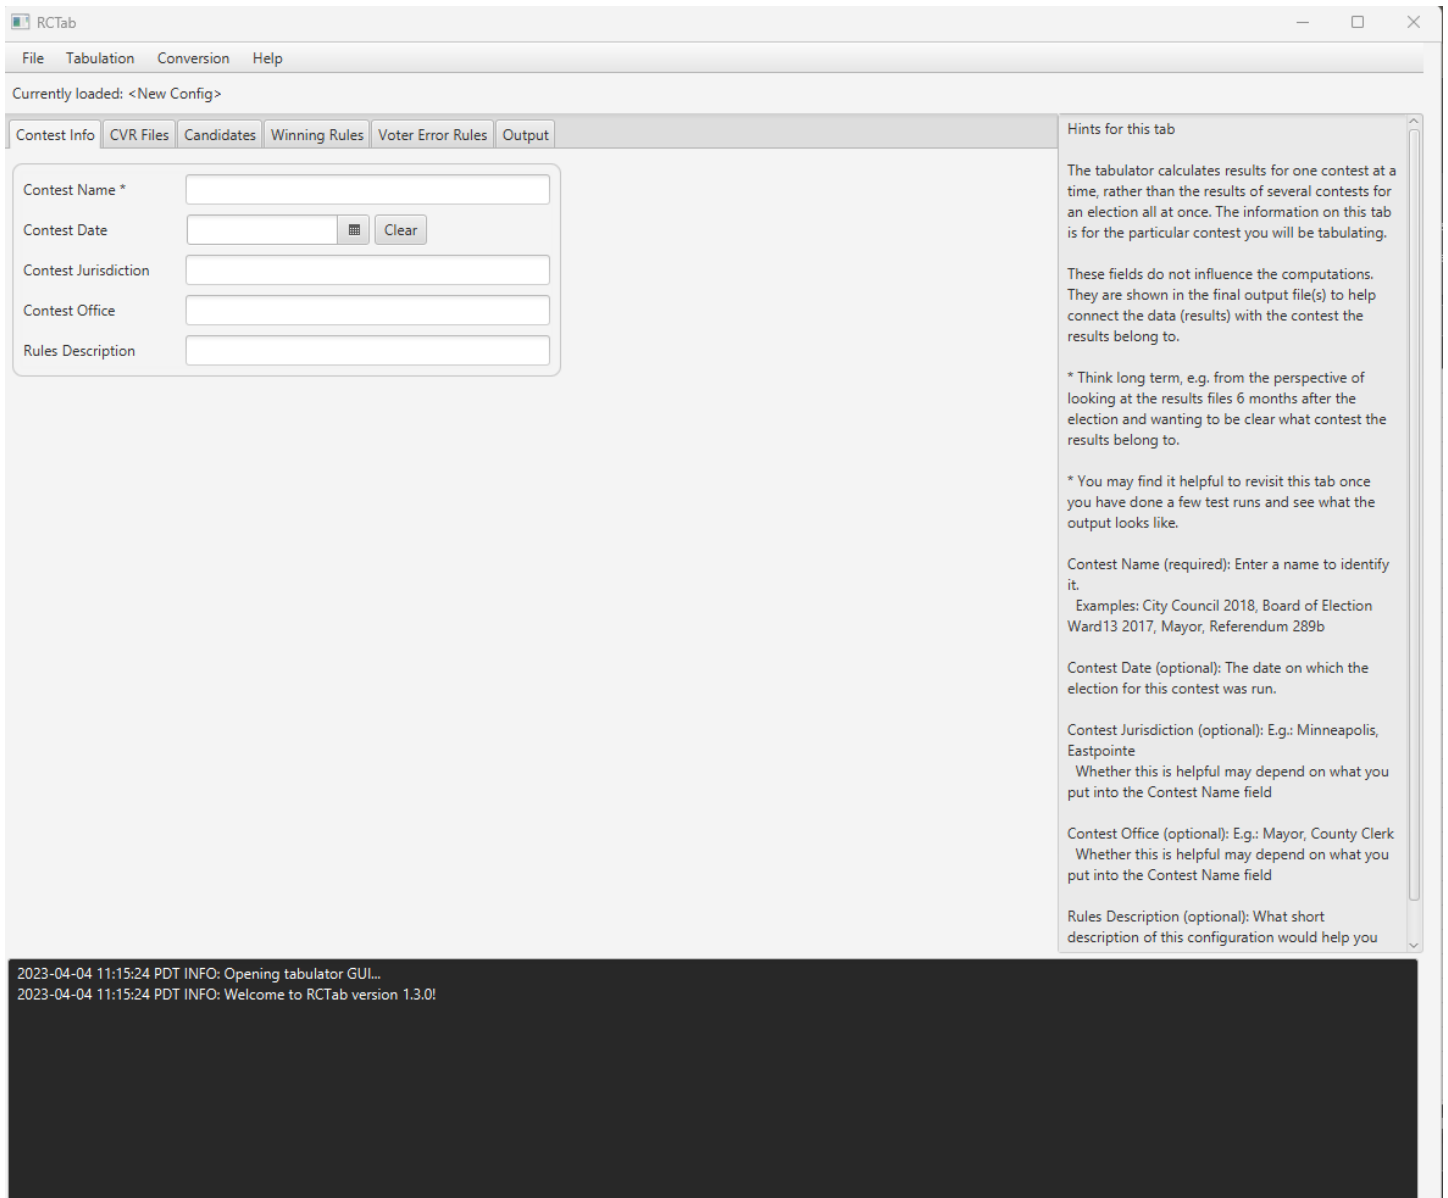 RCTab
File Tabulation Conversion Help
Currently loaded: <New Config>
Contest Info CVR Files Candidates Winning Rules Voter Error Rules Output
Contest Name *
Contest Date Clear
Contest Jurisdiction
Contest Office
Rules Description
Hints for this tab
The tabulator calculates results for one contest at a
time, rather than the results of several contests for
an election all at once. The information on this tab
is for the particular contest you will be tabulating.
These fields do not influence the computations.
They are shown in the final output file(s) to help
connect the data (results) with the contest the
results belong to.
* Think long term, e.g. from the perspective of
looking at the results files 6 months after the
election and wanting to be clear what contest the
results belong to.
* You may find it helpful to revisit this tab once
you have done a few test runs and see what the
output looks like.
Contest Name (required): Enter a name to identify
it.
Examples: City Council 2018, Board of Election
Ward13 2017, Mayor, Referendum 289b
Contest Date (optional): The date on which the
election for this contest was run.
Contest Jurisdiction (optional): E.g.: Minneapolis,
Eastpointe
Whether this is helpful may depend on what you
put into the Contest Name field
Contest Office (optional): E.g.: Mayor, County Clerk
Whether this is helpful may depend on what you
put into the Contest Name field
Rules Description (optional): What short
description of this configuration would help you
2023-04-04 11:15:24 PDT INFO: Opening tabulator GUI...
2023-04-04 11:15:24 PDT INFO: Welcome to RCTab version 1.3.0!